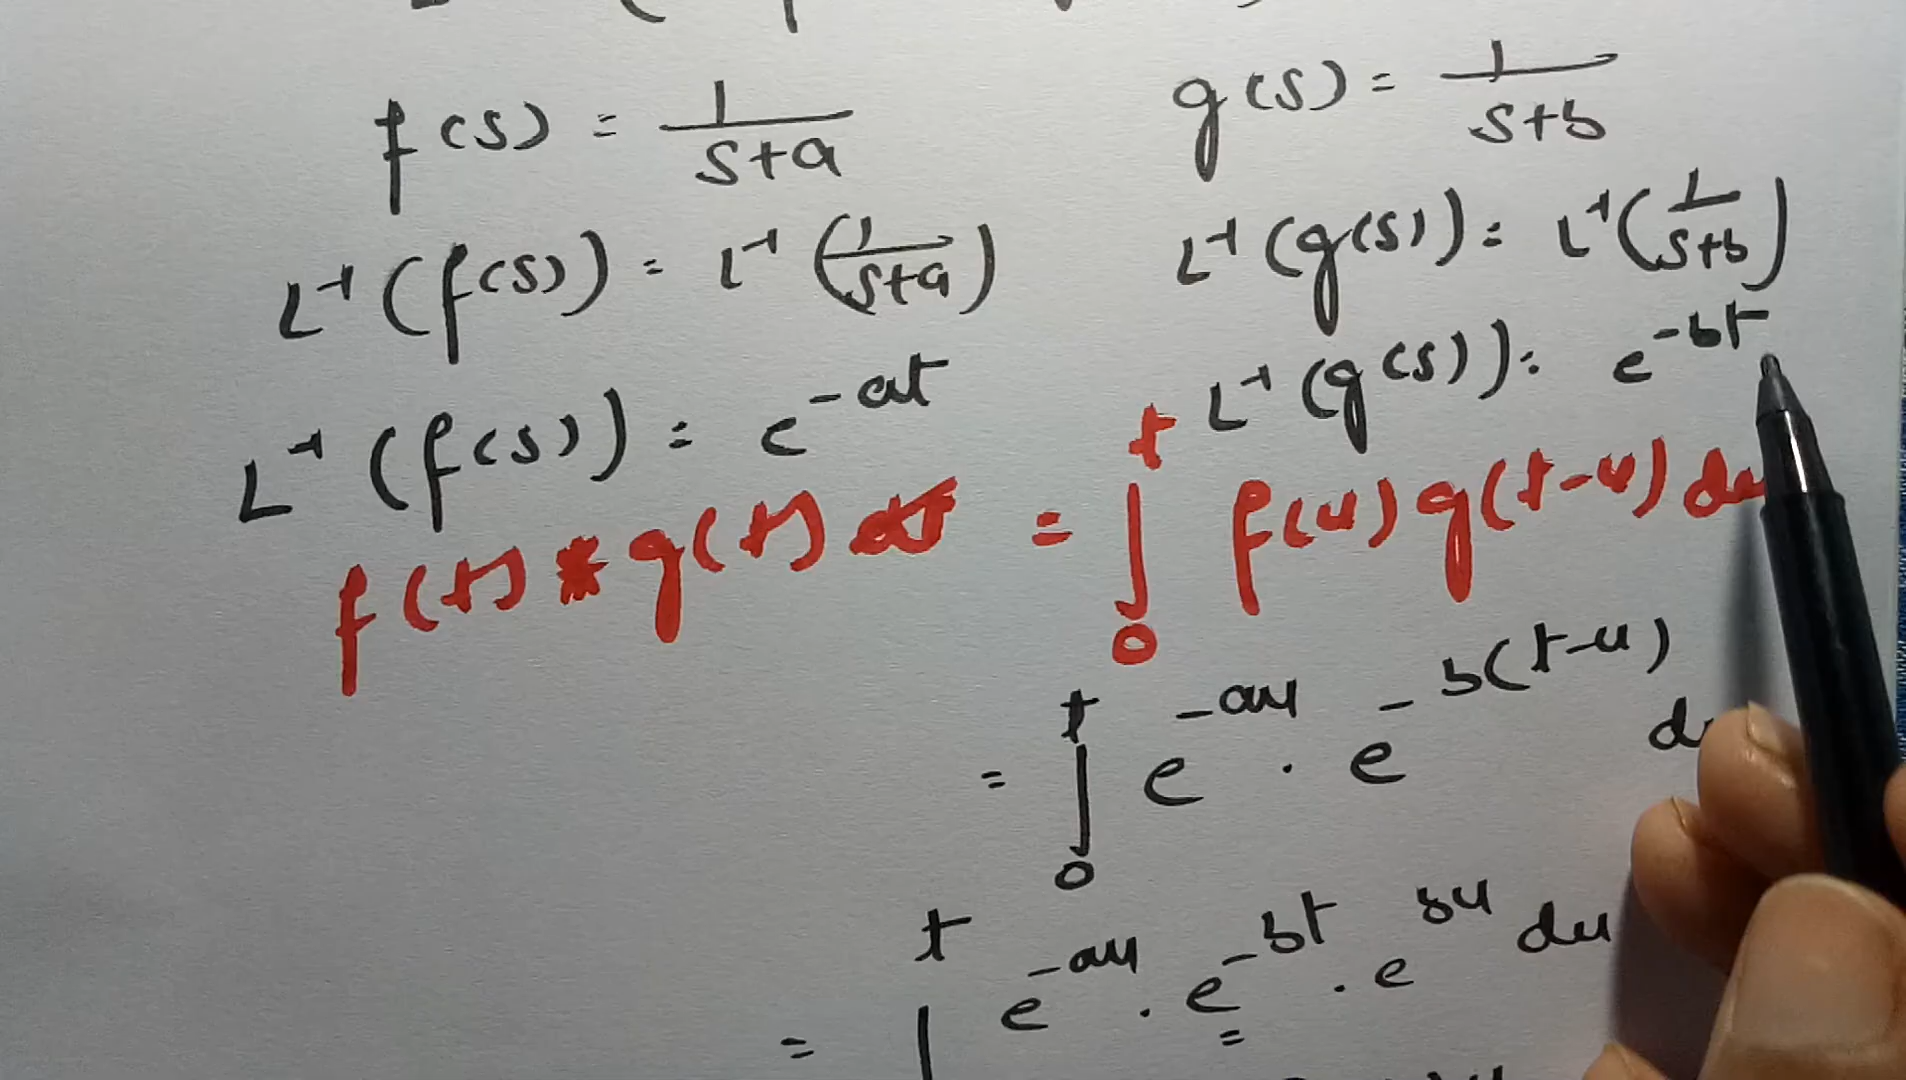 f(s) = 1/(s+a)    g(s) = 1/(s+b)
L⁻¹(f(s)) = L⁻¹(1/(s+a))    L⁻¹(g(s)) = L⁻¹(1/(s+b))
L⁻¹(f(s)) = e^(-at)    L⁻¹(g(s)) = e^(-bt)
f(t) * g(t) = ∫₀ᵗ f(u) g(t-u) du
= ∫₀ᵗ e^(-au) . e^(-b(t-u)) du
= ∫ᵗ e^(-au) . e^(-bt) . e^(bu) du